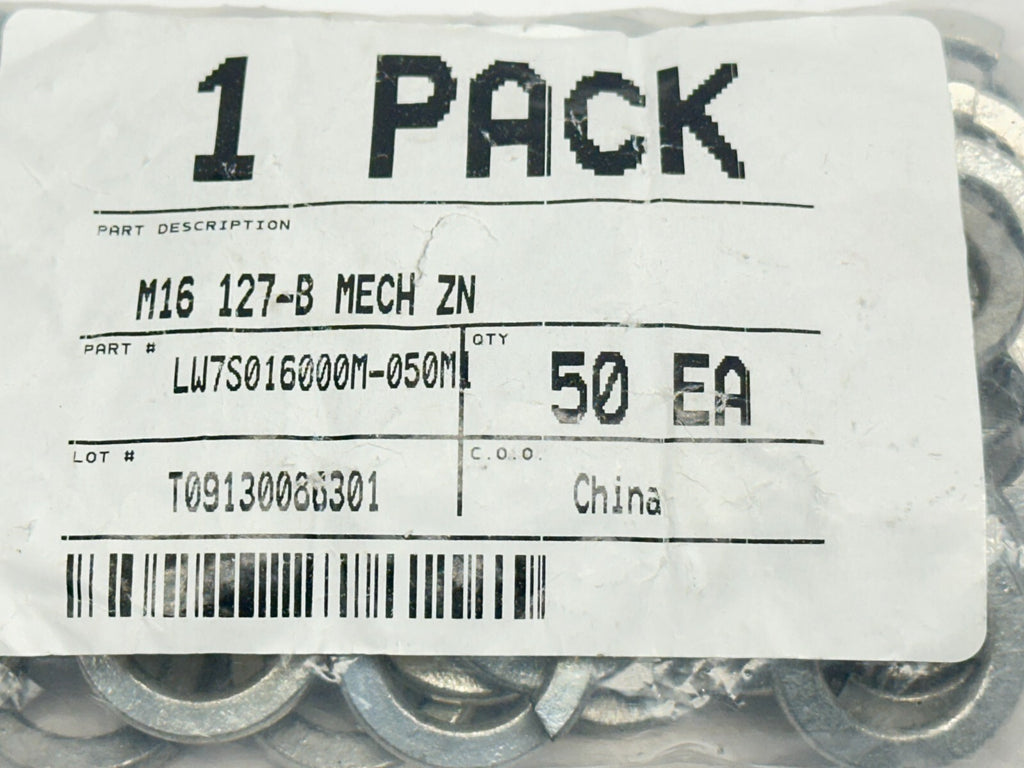 1 PACK
PART DESCRIPTION
M16 127-B MECH ZN
PART #
LW7S016000M-050M1
QTY
50 EA
LOT #
T09130086301
C.O.O.
China